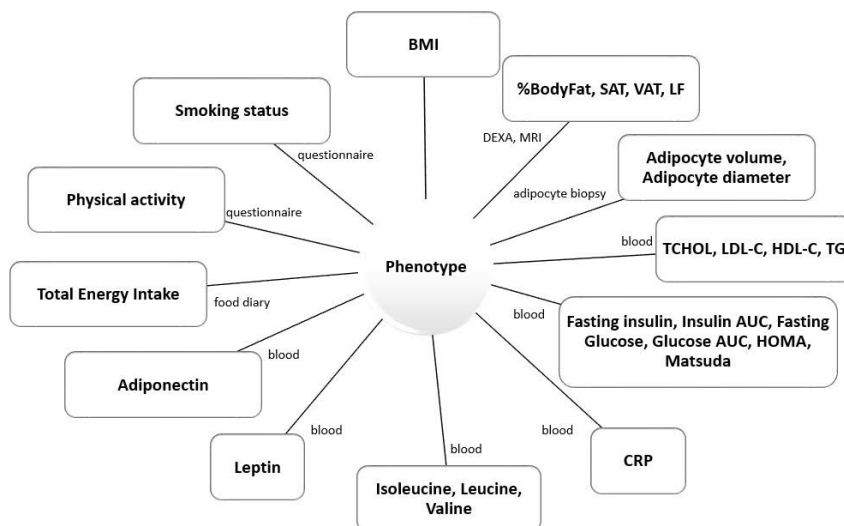 BMI
%BodyFat, SAT, VAT, LF
Smoking status
DEXA, MRI
questionnaire
Adipocyte volume,
Adipocyte diameter
adipocyte biopsy
Physical activity
questionnaire
blood
TCHOL, LDL-C, HDL-C, TG
Phenotype
Total Energy Intake
food diary
blood
Fasting insulin, Insulin AUC, Fasting
Glucose, Glucose AUC, HOMA,
Matsuda
Adiponectin
blood
Leptin
blood
blood
Isoleucine, Leucine,
Valine
blood
CRP